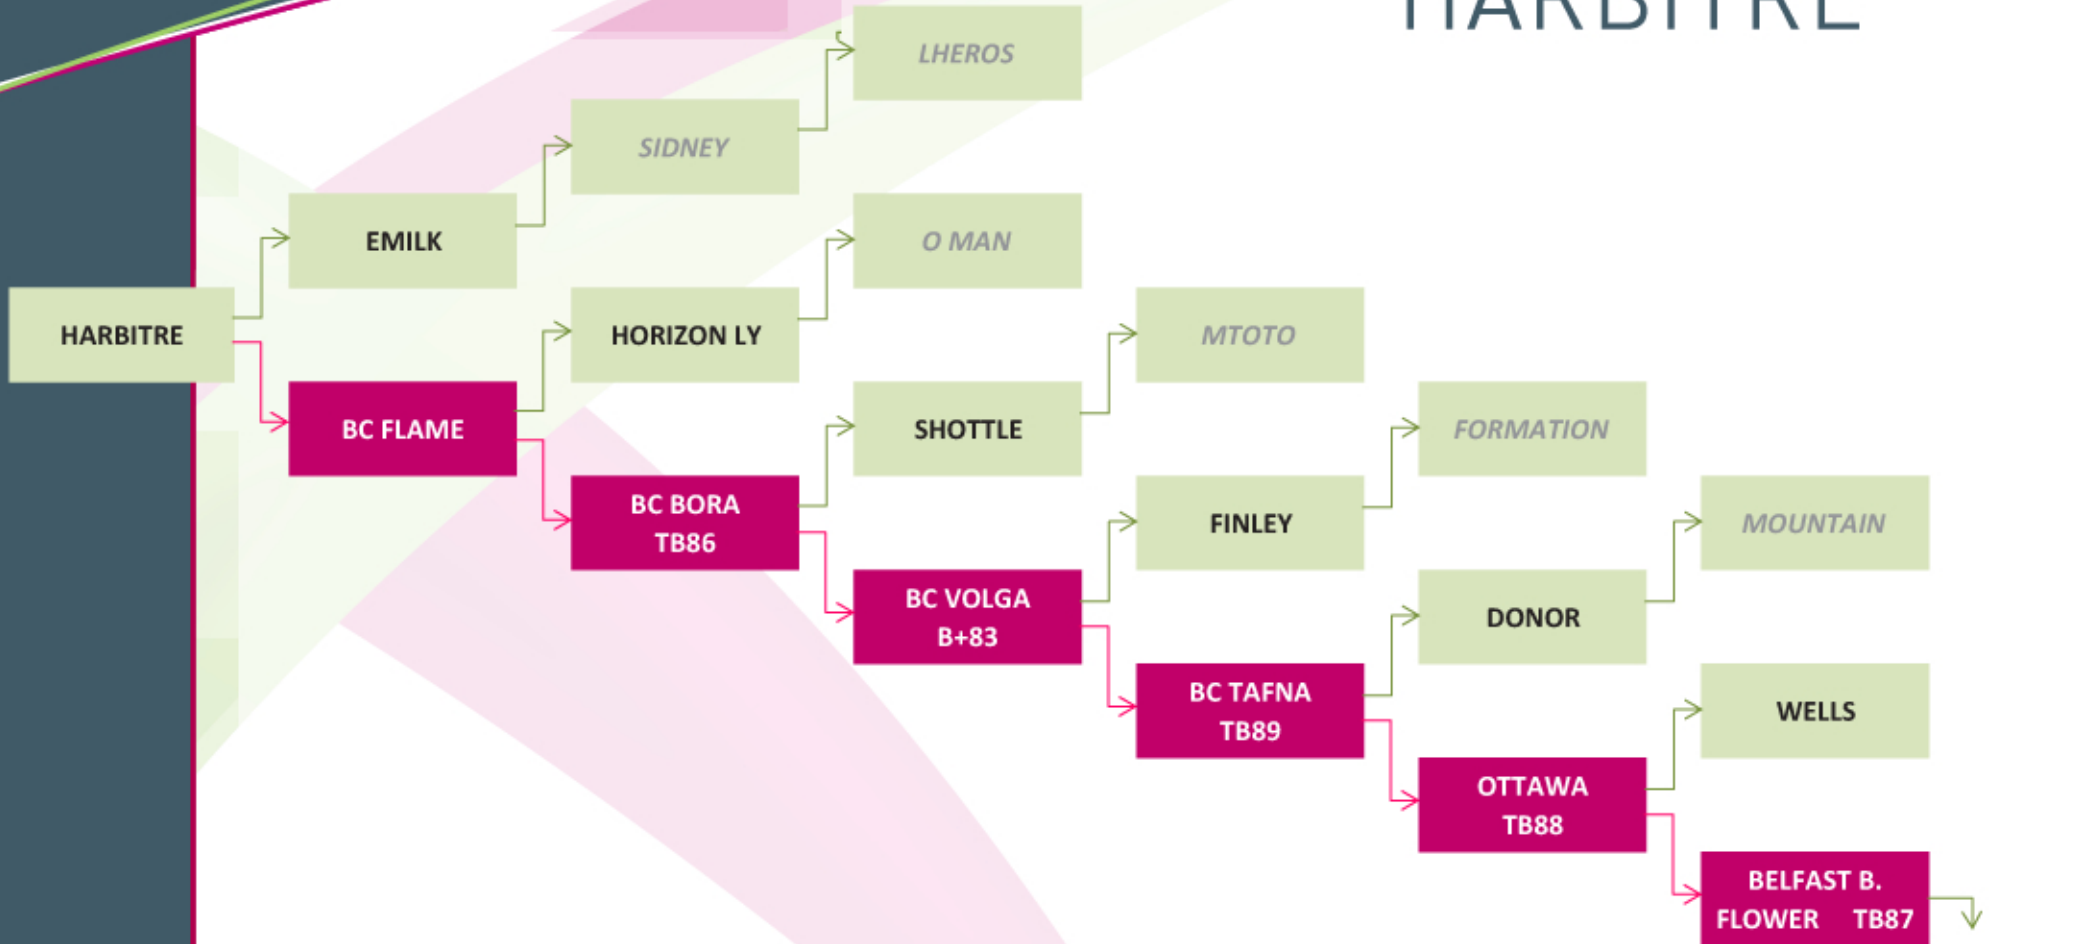 HARBITRE
LHEROS
SIDNEY
EMILK
O MAN
HARBITRE
HORIZON LY
MTOTO
BC FLAME
SHOTTLE
FORMATION
BC BORA
TB86
FINLEY
MOUNTAIN
BC VOLGA
B+83
DONOR
BC TAFNA
TB89
WELLS
OTTAWA
TB88
BELFAST B.
FLOWER TB87